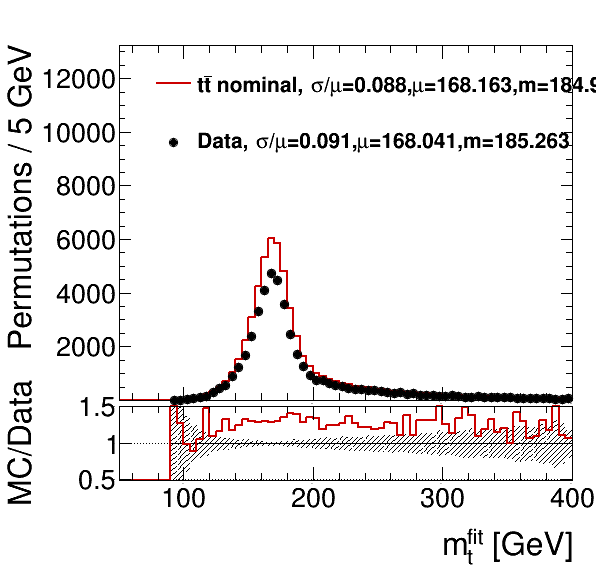 12000
10000
8000
6000
4000
2000
Permutations / 5 GeV
tt̄ nominal, σ/μ=0.088,μ=168.163,m=184.9
Data, σ/μ=0.091,μ=168.041,m=185.263
1.5
1
0.5
MC/Data
100 200 300 400
m_t^fit [GeV]